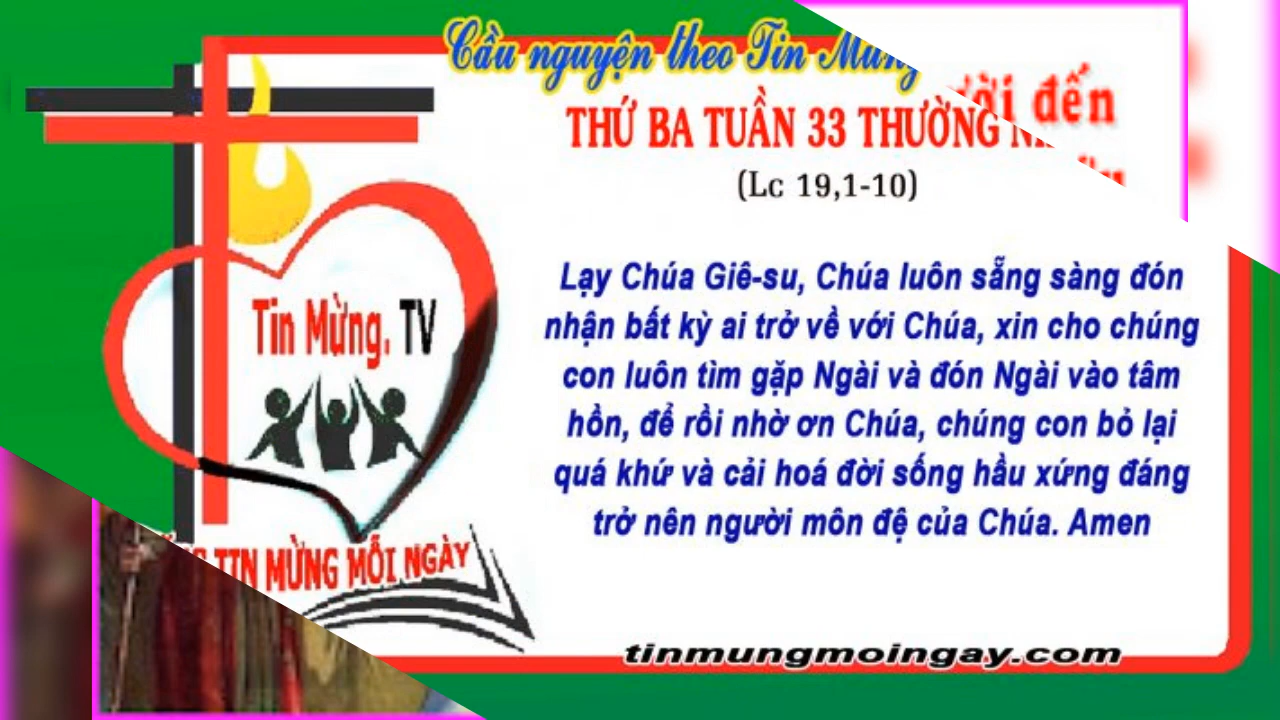 Cầu nguyện theo Tin Mừng
THỨ BA TUẦN 33 THƯỜNG
(Lc 19,1-10)
đến
Lạy Chúa Giê-su, Chúa luôn sẵng sàng đón
nhận bất kỳ ai trở về với Chúa, xin cho chúng
con luôn tìm gặp Ngài và đón Ngài vào tâm
hồn, để rồi nhờ ơn Chúa, chúng con bỏ lại
quá khứ và cải hoá đời sống hầu xứng đáng
trở nên người môn đệ của Chúa. Amen
Tin Mừng. TV
TIN MỪNG MỖI NGÀY
tinmungmoingay.com